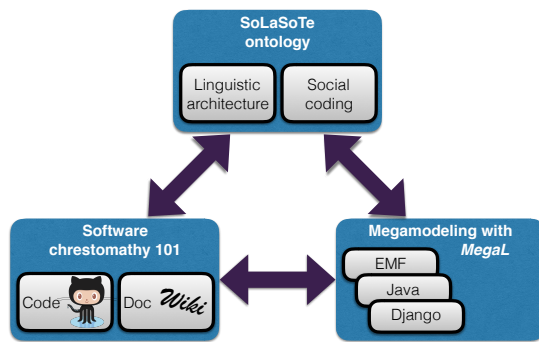 SoLaSoTe
ontology
Linguistic
architecture
Social
coding
Software
chrestomathy 101
Code
Doc Wiki
Megamodeling with
MegaL
EMF
Java
Django